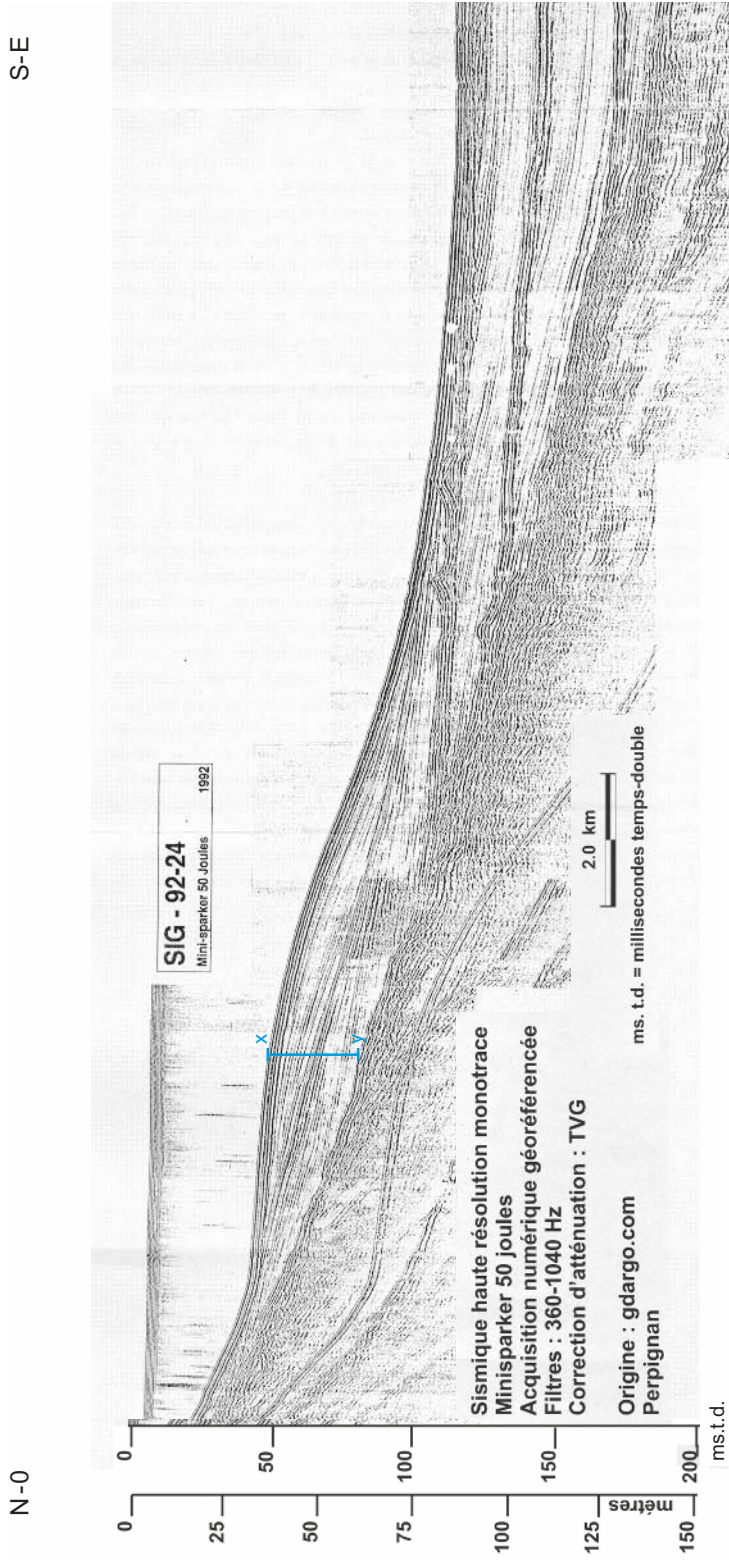 N-0
S-E
SIG - 92-24
Mini-sparker 50 Joules
1992
x
y
Sismique haute résolution monotrace
Minisparker 50 joules
Acquisition numérique géoréférencée
Filtres : 360-1040 Hz
Correction d'atténuation : TVG
Origine : gdargo.com
Perpignan
2.0 km
ms. t.d. = millisecondes temps-double
0
50
100
150
200
ms.t.d.
0
25
50
75
100
125
150
métres